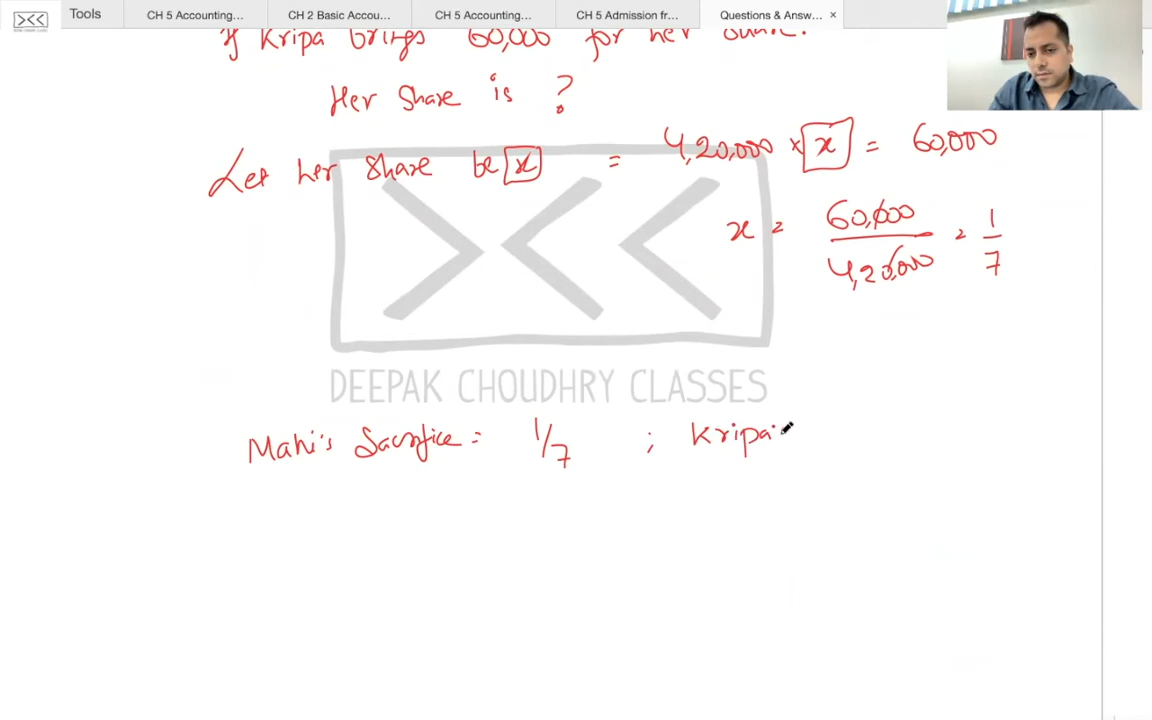 Tools CH 5 Accounting... CH 2 Basic Accou... CH 5 Accounting... CH 5 Admission fr... Questions & Answ... ×
If Kripa brings 60,000 for her share.
Her Share is ?
Let her share be x = 4,20,000 × x = 60,000
x = 60,000 / 4,20,000 = 1/7
DEEPAK CHOUDHRY CLASSES
Mahi's Sacrifice = 1/7 ; Kripa's